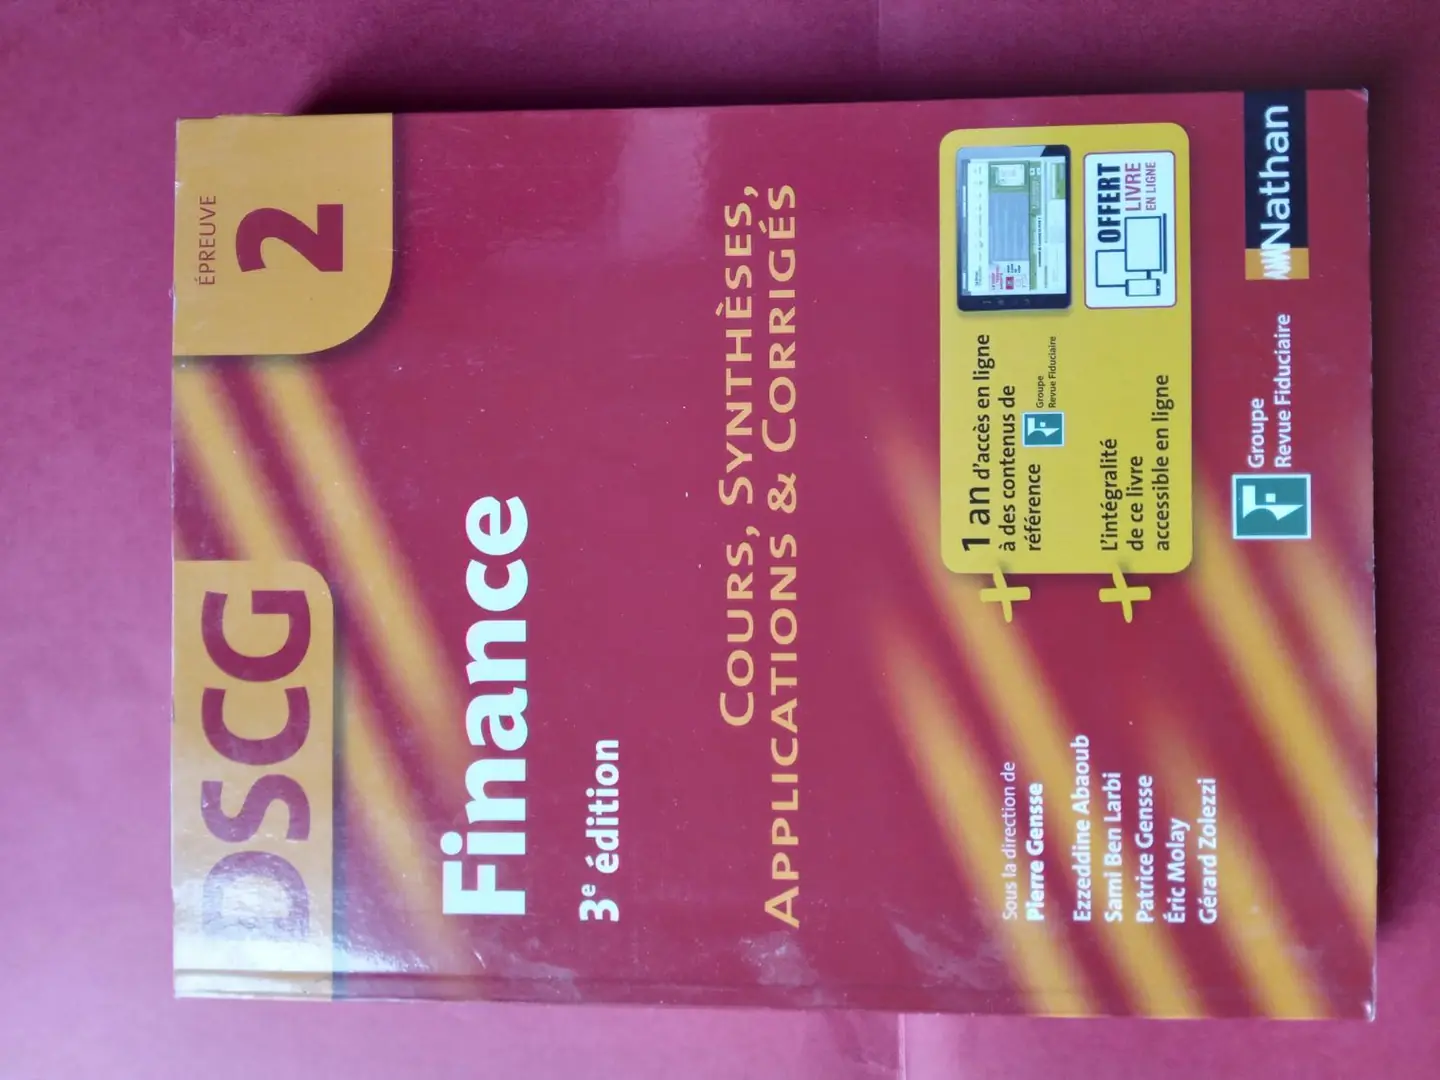 DSCG
ÉPREUVE
2
Finance
3e édition
COURS, SYNTHÈSES,
APPLICATIONS & CORRIGÉS
Sous la direction de
Pierre Gensse
Ezzeddine Abaoub
Sami Ben Larbi
Patrice Gensse
Éric Molay
Gérard Zolezzi
+ 1 an d'accès en ligne
à des contenus de
référence
Groupe
Revue Fiduciaire
+ L'intégralité
de ce livre
accessible en ligne
OFFERT
LIVRE
EN LIGNE
F Groupe
Revue Fiduciaire
Nathan